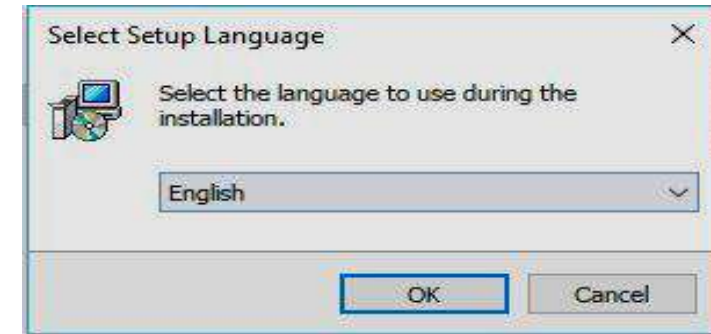 Select Setup Language
Select the language to use during the
installation.
English
OK
Cancel